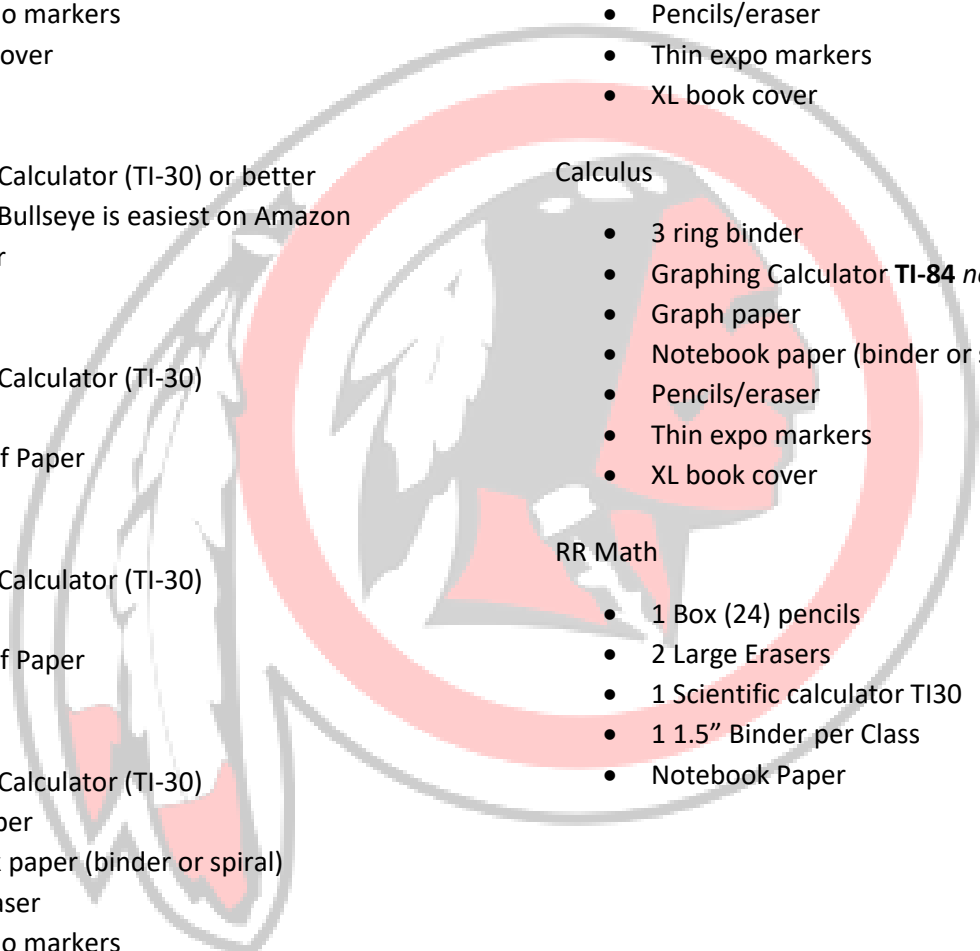 o markers
over
Calculator (TI-30) or better
Bullseye is easiest on Amazon
r
Calculator (TI-30)
f Paper
Calculator (TI-30)
f Paper
Calculator (TI-30)
per
paper (binder or spiral)
aser
o markers
• Pencils/eraser
• Thin expo markers
• XL book cover
Calculus
• 3 ring binder
• Graphing Calculator TI-84
• Graph paper
• Notebook paper (binder or s
• Pencils/eraser
• Thin expo markers
• XL book cover
RR Math
• 1 Box (24) pencils
• 2 Large Erasers
• 1 Scientific calculator TI30
• 1 1.5” Binder per Class
• Notebook Paper